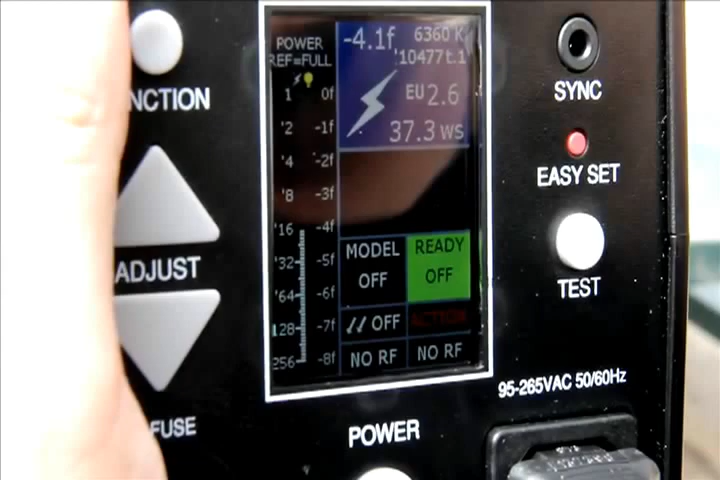 NCTION
ADJUST
FUSE
POWER
REF=FULL
1 0f
'2 -1f
'4 -2f
'8 -3f
'16 -4f
'32 -5f
'64 -6f
128 -7f
256 -8f
-4.1f 6360 K
'10477t.1
EU 2.6
37.3 WS
MODEL
OFF
READY
OFF
OFF
ACTION
NO RF
NO RF
SYNC
EASY SET
TEST
95-265VAC 50/60Hz
POWER